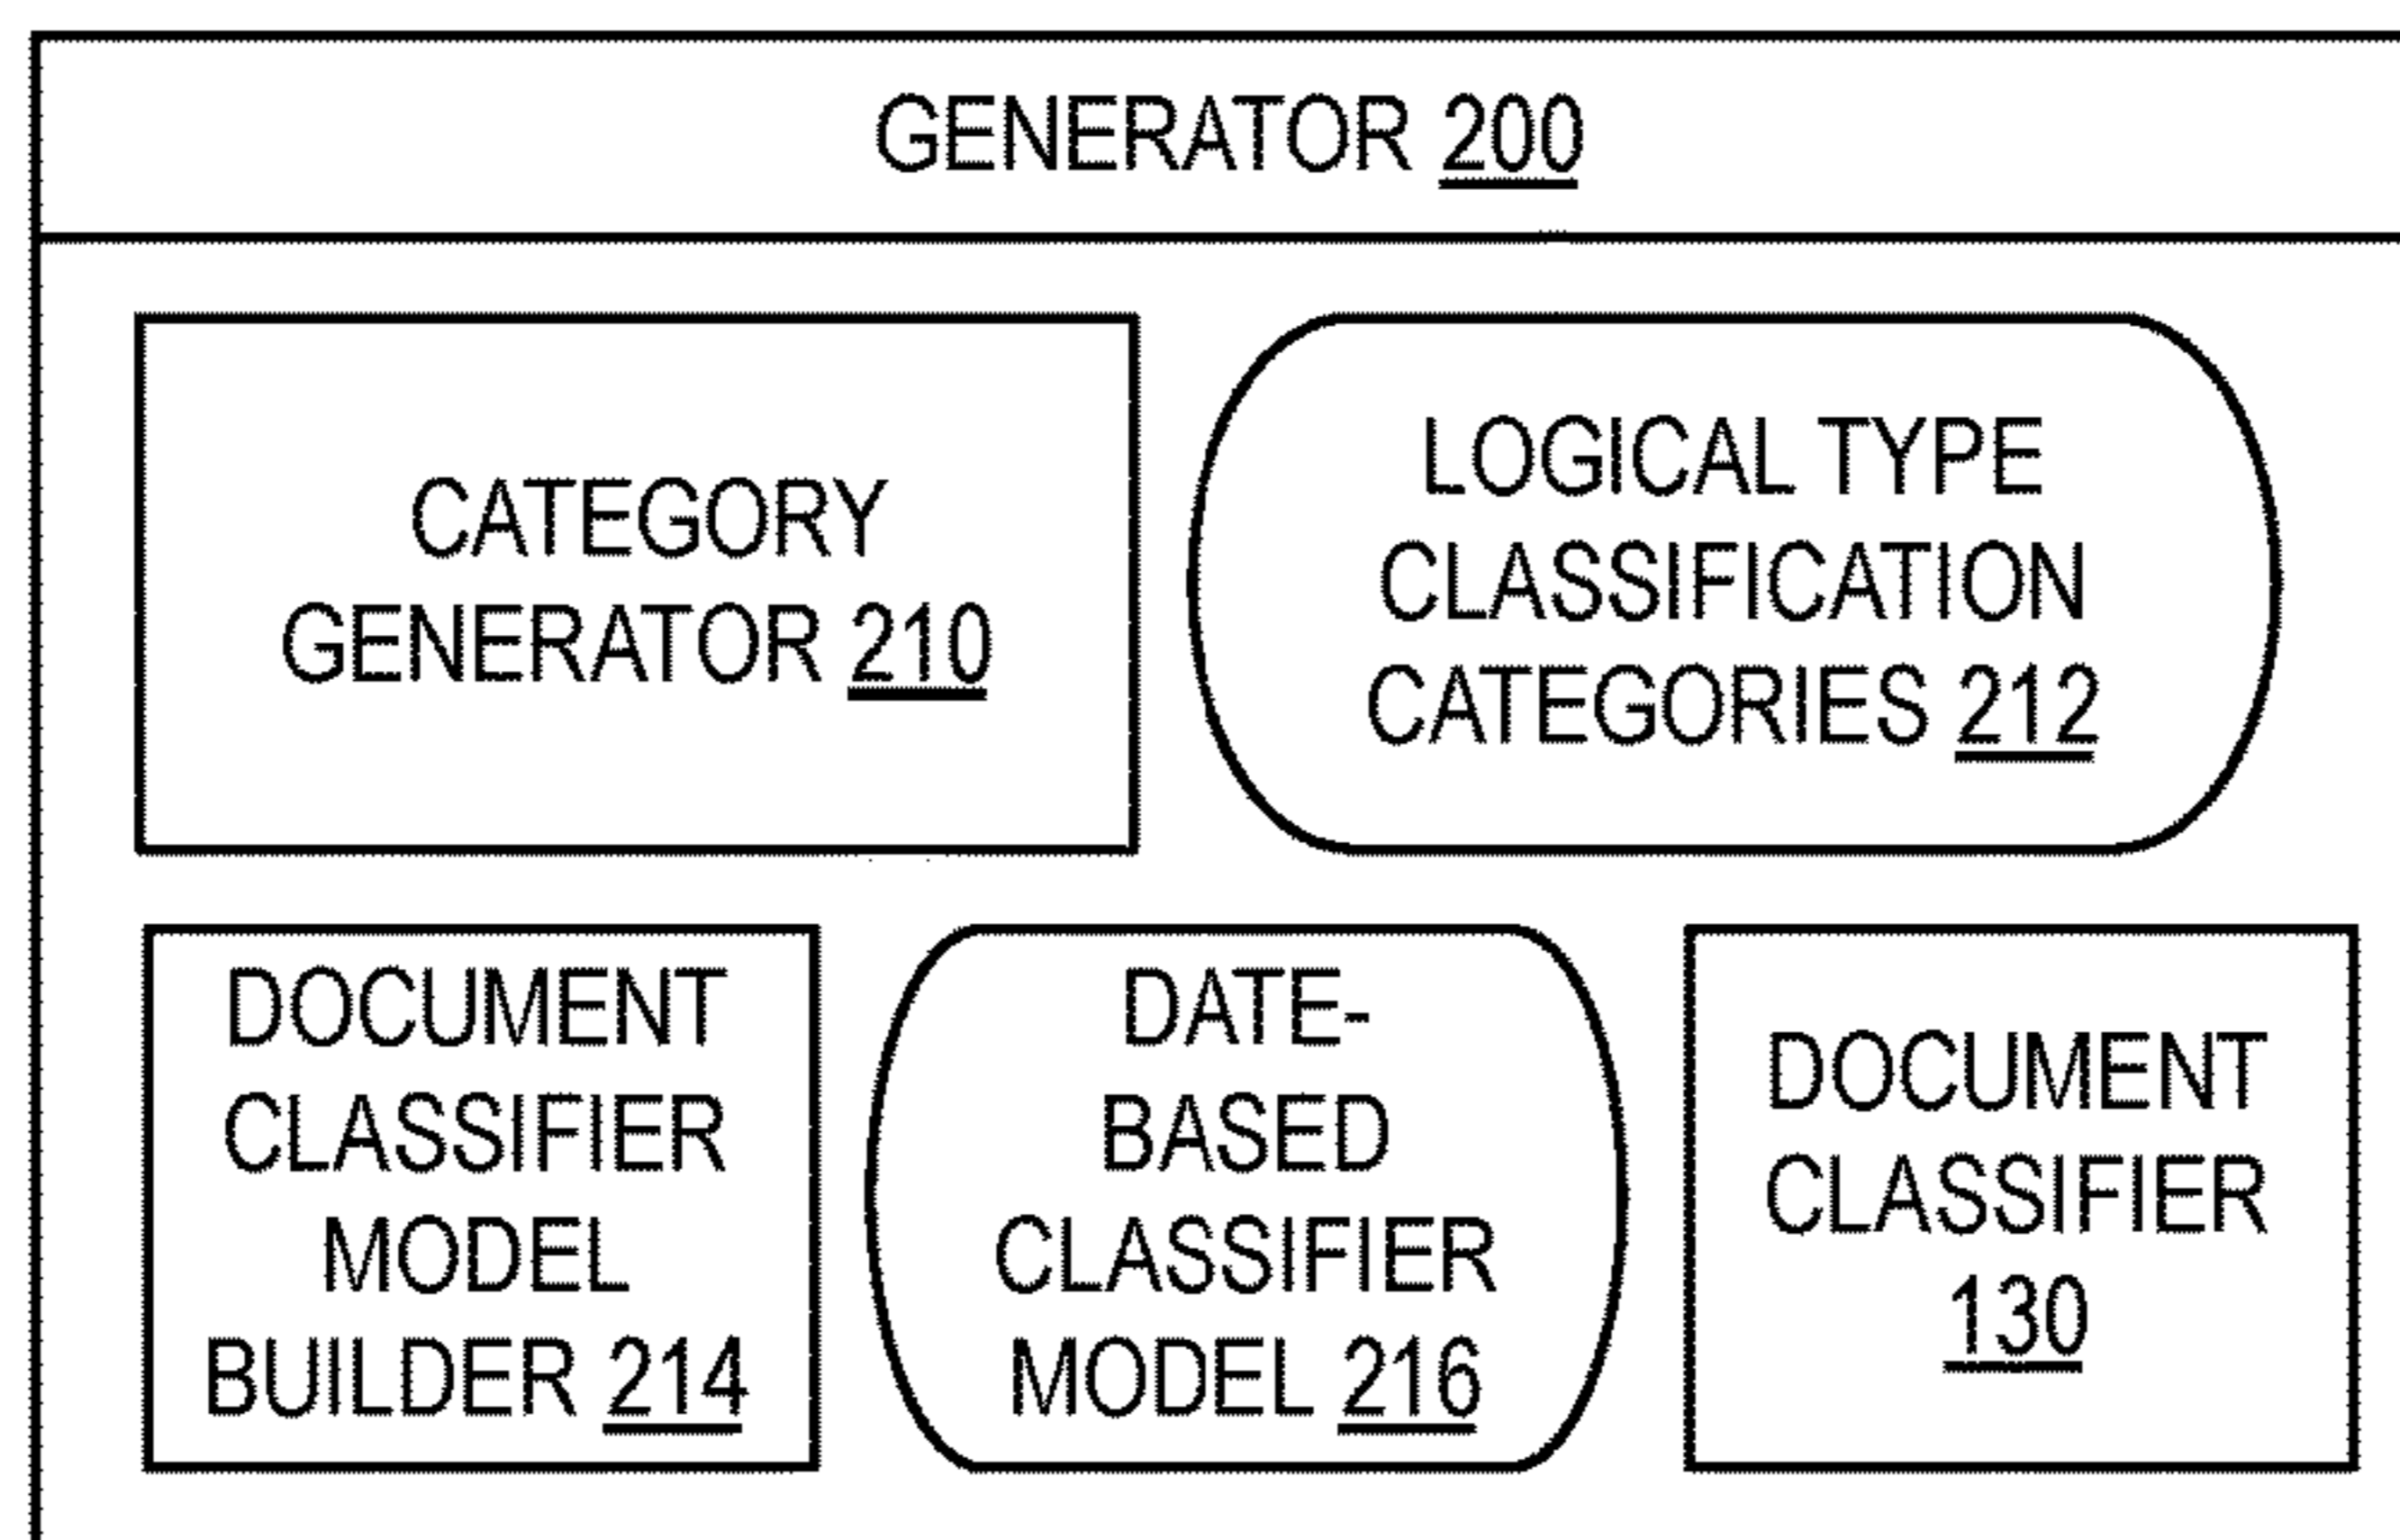 GENERATOR 200
CATEGORY
GENERATOR 210
LOGICAL TYPE
CLASSIFICATION
CATEGORIES 212
DOCUMENT
CLASSIFIER
MODEL
BUILDER 214
DATE-
BASED
CLASSIFIER
MODEL 216
DOCUMENT
CLASSIFIER
130